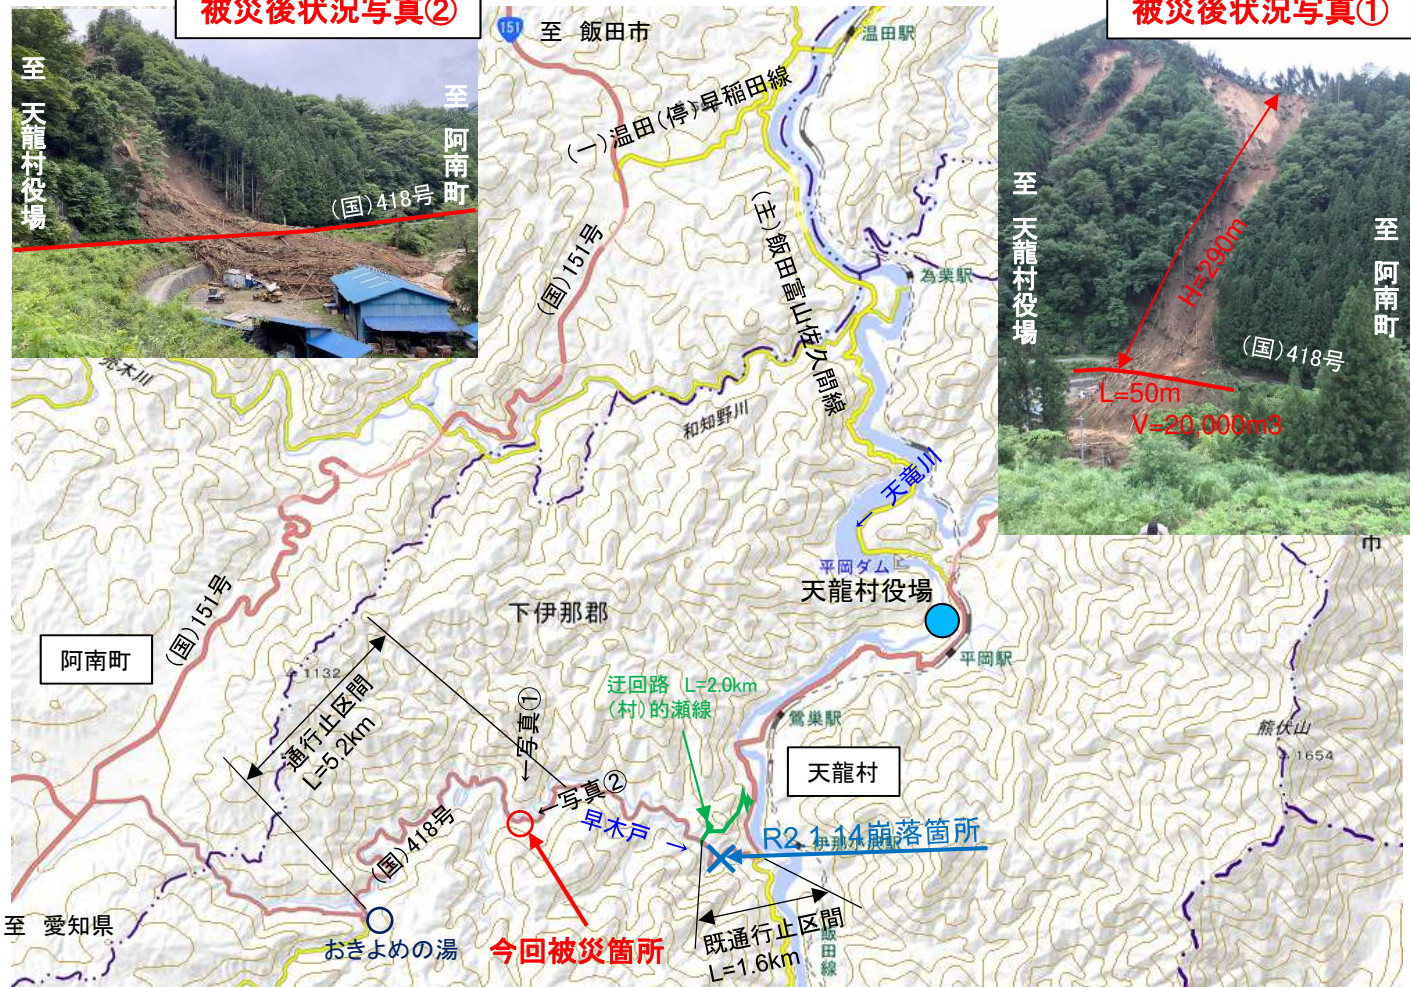 被災後状況写真②
至 天龍村役場
至 阿南町
(国)418号
151
至 飯田市
温田駅
(一)温田(停)早稲田線
(主)飯田富山佐久間線
(国)151号
為栗駅
被災後状況写真①
至 天龍村役場
至 阿南町
H=290m
(国)418号
L=50m
V=20,000m3
和知野川
天竜川
←
平岡ダム
天龍村役場
平岡駅
市
下伊那郡
(国)151号
阿南町
1132
通行止区間
L=5.2km
←写真①
←写真②
迂回路 L=2.0km
(村)的瀬線
鶯巣駅
天龍村
熊伏山
1654
早木戸 →
R2.1.14崩落箇所
(国)418号
至 愛知県
おきよめの湯
今回被災箇所
既通行止区間
L=1.6km
飯田線